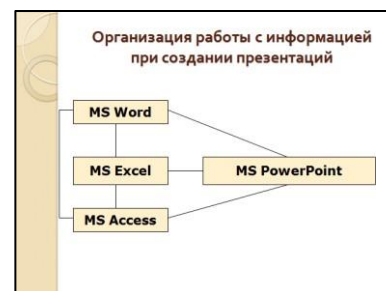 Организация работы с информацией
при создании презентаций
MS Word
MS Excel
MS PowerPoint
MS Access